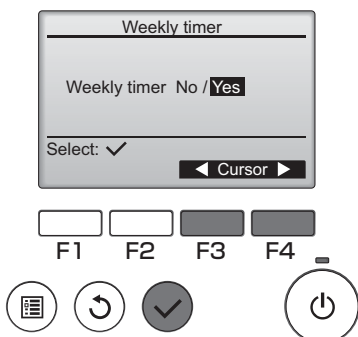 Weekly timer
Weekly timer No / Yes
Select: ✓
◀ Cursor ▶
F1 F2 F3 F4